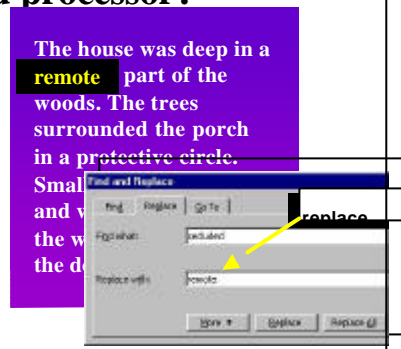 processor?
The house was deep in a
remote part of the
woods. The trees
surrounded the porch
in a protective circle.
Small
and
the
the
Find and Replace
Find Replace Go To
replace
Find what: secluded
Replace with: remote
More Replace Replace All